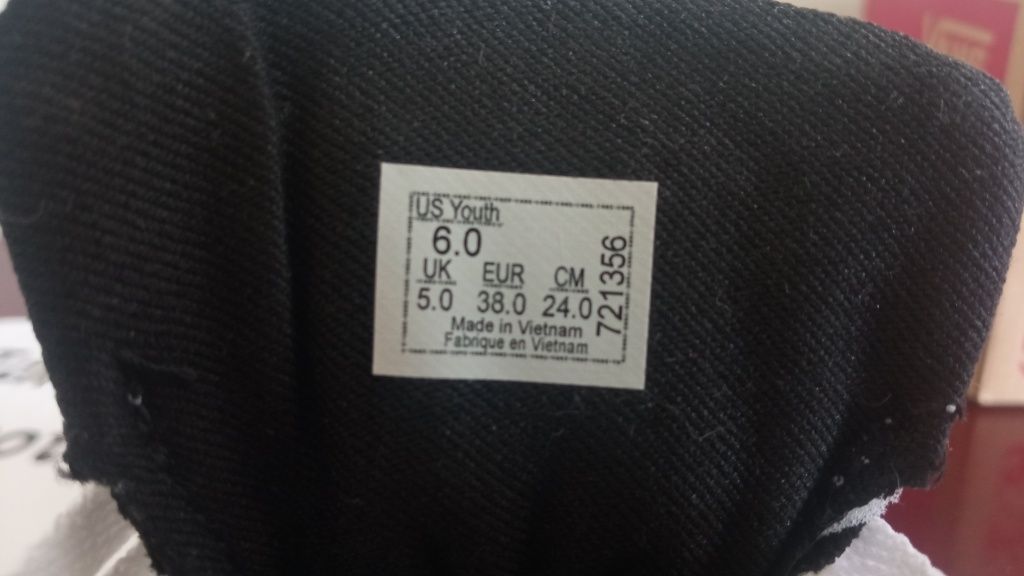 US Youth
6.0
UK EUR CM
5.0 38.0 24.0
Made in Vietnam
Fabrique en Vietnam
721356